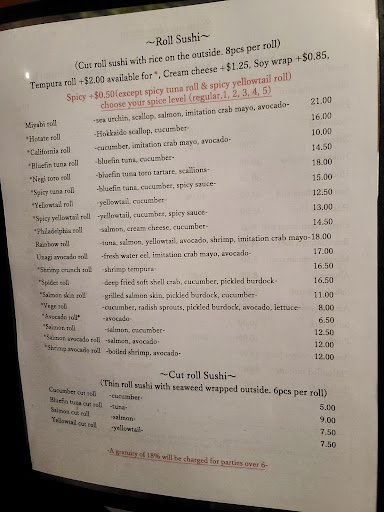 ~Roll Sushi~
(Cut roll sushi with rice on the outside. 8pcs per roll)
Tempura roll +$2.00 available for *, Cream cheese +$1.25, Soy wrap +$0.85,
Spicy +$0.50(except spicy tuna roll & spicy yellowtail roll)
choose your spice level (regular,1, 2, 3, 4, 5)
Miyabi roll -sea urchin, scallop, salmon, imitation crab mayo, avocado- 21.00
*Hotate roll -Hokkaido scallop, cucumber- 16.00
*California roll -cucumber, imitation crab mayo, avocado- 10.00
*Bluefin tuna roll -bluefin tuna, cucumber- 14.50
*Negi toro roll -bluefin tuna toro tartare, scallions- 18.00
*Spicy tuna roll -bluefin tuna, cucumber, spicy sauce- 15.00
*Yellowtail roll -yellowtail, cucumber- 12.50
*Spicy yellowtail roll -yellowtail, cucumber, spicy sauce- 13.00
*Philadelphia roll -salmon, cream cheese, cucumber- 14.50
Rainbow roll -tuna, salmon, yellowtail, avocado, shrimp, imitation crab mayo- 18.00
Unagi avocado roll -fresh water eel, imitation crab mayo, avocado- 17.00
*Shrimp crunch roll -shrimp tempura- 16.50
*Spider roll -deep fried soft shell crab, cucumber, pickled burdock- 16.50
*Salmon skin roll -grilled salmon skin, pickled burdock, cucumber- 11.00
*Vege roll -cucumber, radish sprouts, pickled burdock, avocado, lettuce- 8.00
*Avocado roll* -avocado- 6.50
*Salmon roll -salmon, cucumber- 12.50
*Salmon avocado roll -salmon, avocado- 12.00
*Shrimp avocado roll -boiled shrimp, avocado- 12.00
~Cut roll Sushi~
(Thin roll sushi with seaweed wrapped outside. 6pcs per roll)
Cucumber cut roll -cucumber- 5.00
Bluefin tuna cut roll -tuna- 9.00
Salmon cut roll -salmon- 7.50
Yellowtail cut roll -yellowtail- 7.50
-A gratuity of 18% will be charged for parties over 6-